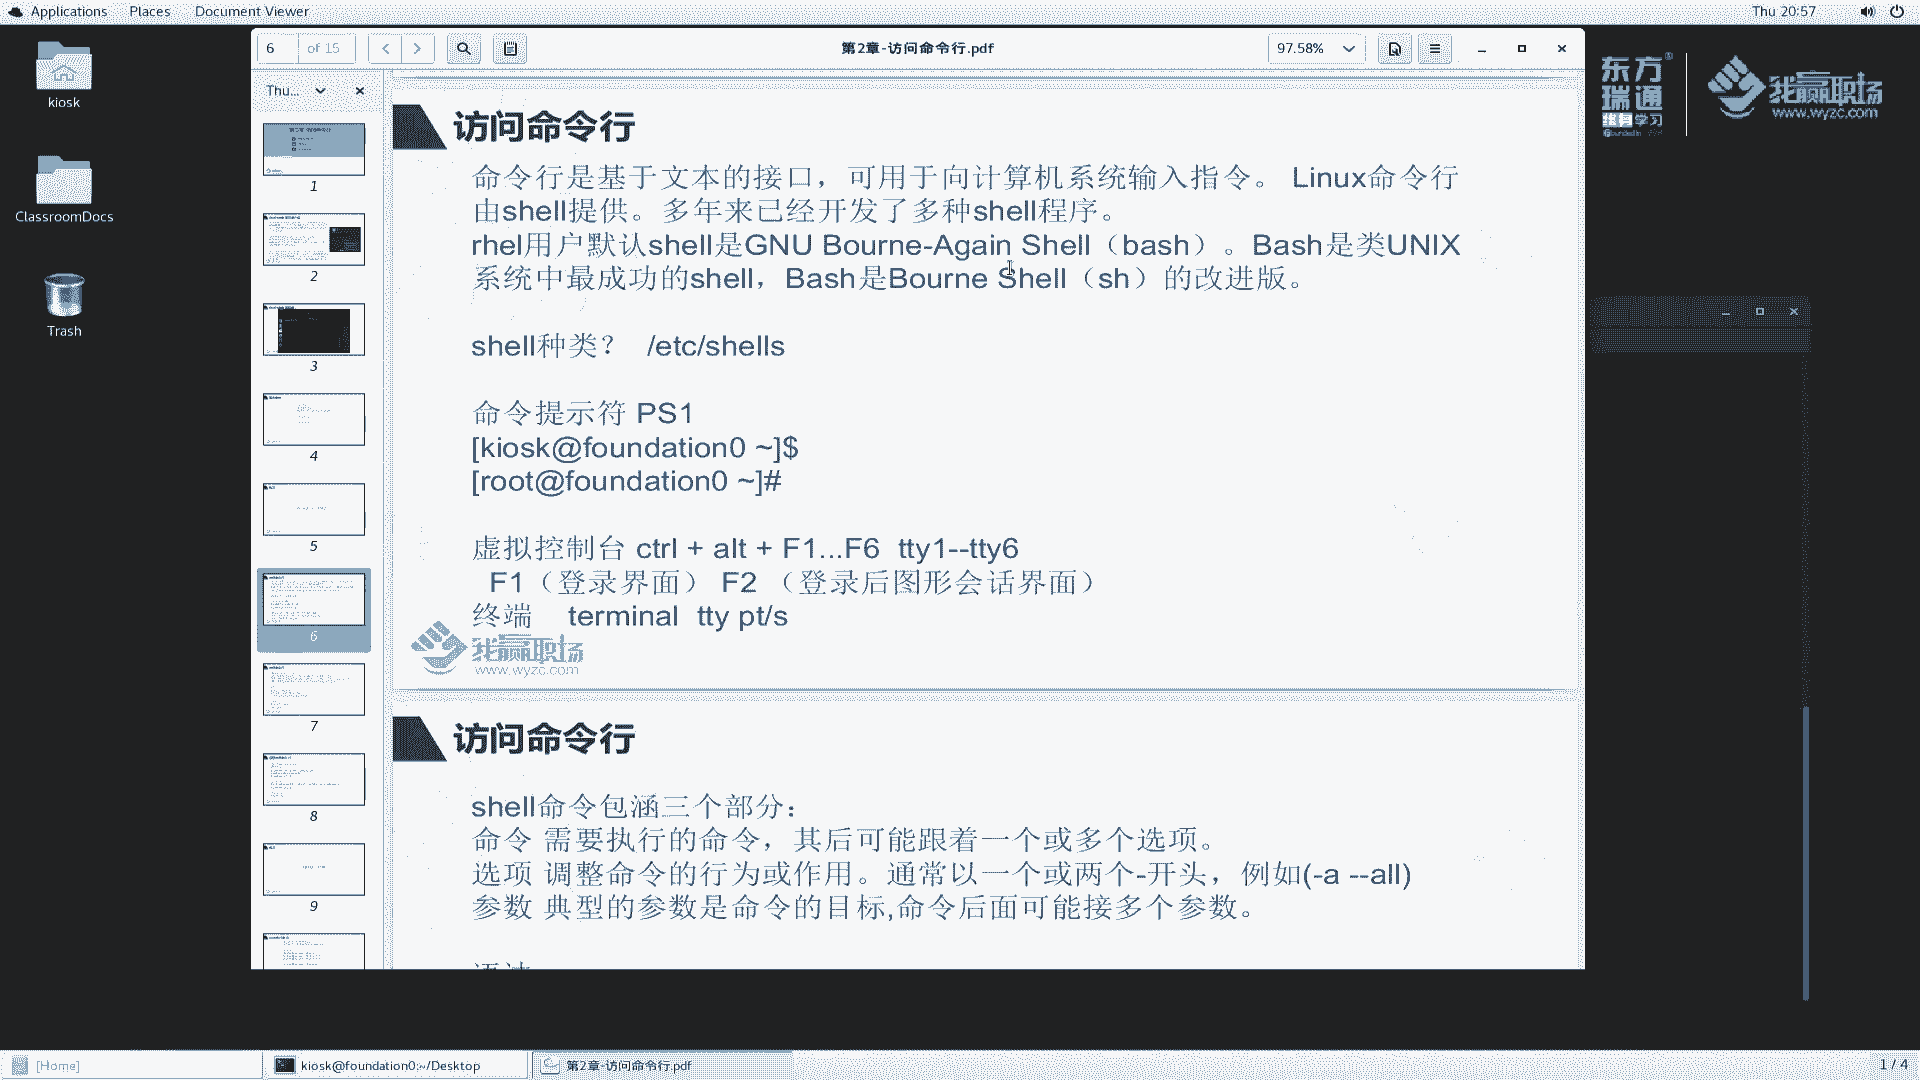 Applications Places Document Viewer
Thu 20:57
6 of 15
第2章-访问命令行.pdf
97.58%
Thu...
kiosk
ClassroomDocs
Trash
1
2
3
4
5
6
7
8
9
访问命令行
命令行是基于文本的接口，可用于向计算机系统输入指令。 Linux命令行
由shell提供。多年来已经开发了多种shell程序。
rhel用户默认shell是GNU Bourne-Again Shell（bash）。Bash是类UNIX
系统中最成功的shell，Bash是Bourne Shell（sh）的改进版。
shell种类？ /etc/shells
命令提示符 PS1
[kiosk@foundation0 ~]$
[root@foundation0 ~]#
虚拟控制台 ctrl + alt + F1...F6 tty1--tty6
F1（登录界面） F2 （登录后图形会话界面）
终端 terminal tty pt/s
我赢职场
www.wyzc.com
访问命令行
shell命令包涵三个部分：
命令 需要执行的命令，其后可能跟着一个或多个选项。
选项 调整命令的行为或作用。通常以一个或两个-开头，例如(-a --all)
参数 典型的参数是命令的目标,命令后面可能接多个参数。
东方
瑞通
终身学习
我赢职场
www.wyzc.com
[Home]
kiosk@foundation0:~/Desktop
第2章-访问命令行.pdf
1 / 4